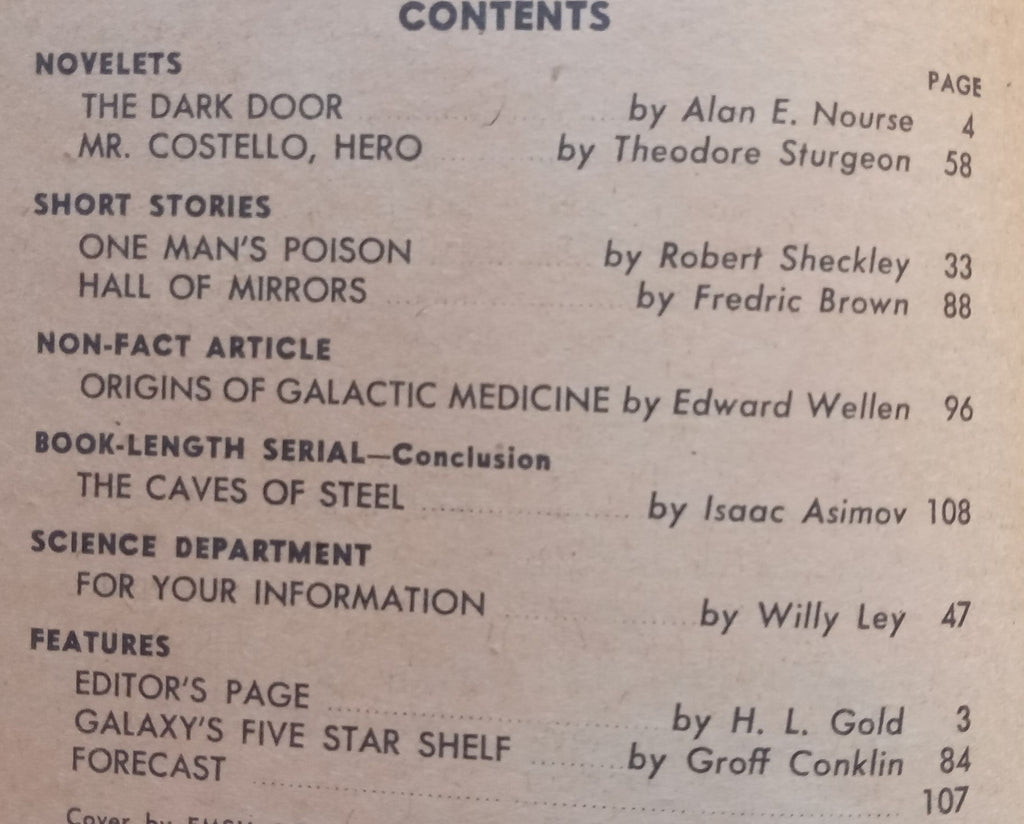 CONTENTS
NOVELETS
PAGE
THE DARK DOOR by Alan E. Nourse 4
MR. COSTELLO, HERO by Theodore Sturgeon 58
SHORT STORIES
ONE MAN'S POISON by Robert Sheckley 33
HALL OF MIRRORS by Fredric Brown 88
NON-FACT ARTICLE
ORIGINS OF GALACTIC MEDICINE by Edward Wellen 96
BOOK-LENGTH SERIAL—Conclusion
THE CAVES OF STEEL by Isaac Asimov 108
SCIENCE DEPARTMENT
FOR YOUR INFORMATION by Willy Ley 47
FEATURES
EDITOR'S PAGE by H. L. Gold 3
GALAXY'S FIVE STAR SHELF by Groff Conklin 84
FORECAST 107
Cover by